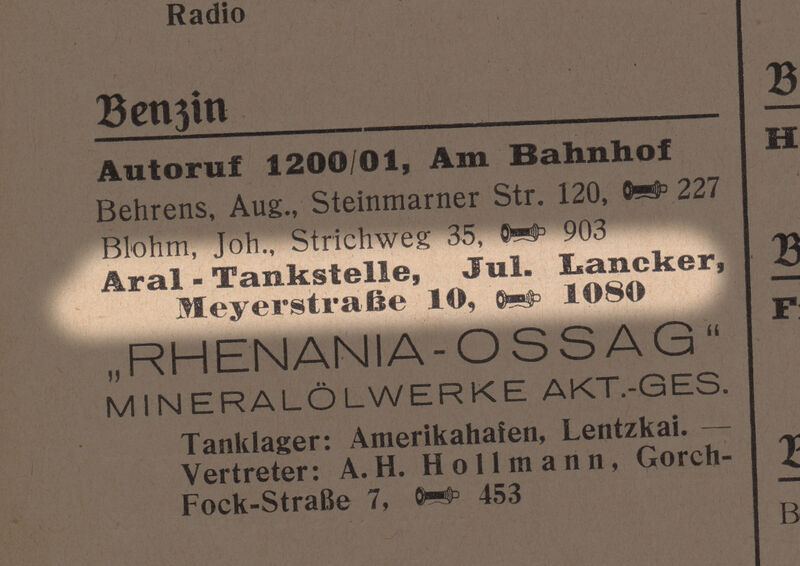 Radio
Benzin
Autoruf 1200/01, Am Bahnhof
Behrens, Aug., Steinmarner Str. 120, 227
Blohm, Joh., Strichweg 35, 903
Aral-Tankstelle, Jul. Lancker,
Meyerstraße 10, 1080
„RHENANIA-OSSAG“
MINERALÖLWERKE AKT.-GES.
Tanklager: Amerikahafen, Lentzkai. —
Vertreter: A. H. Hollmann, Gorch-
Fock-Straße 7, 453